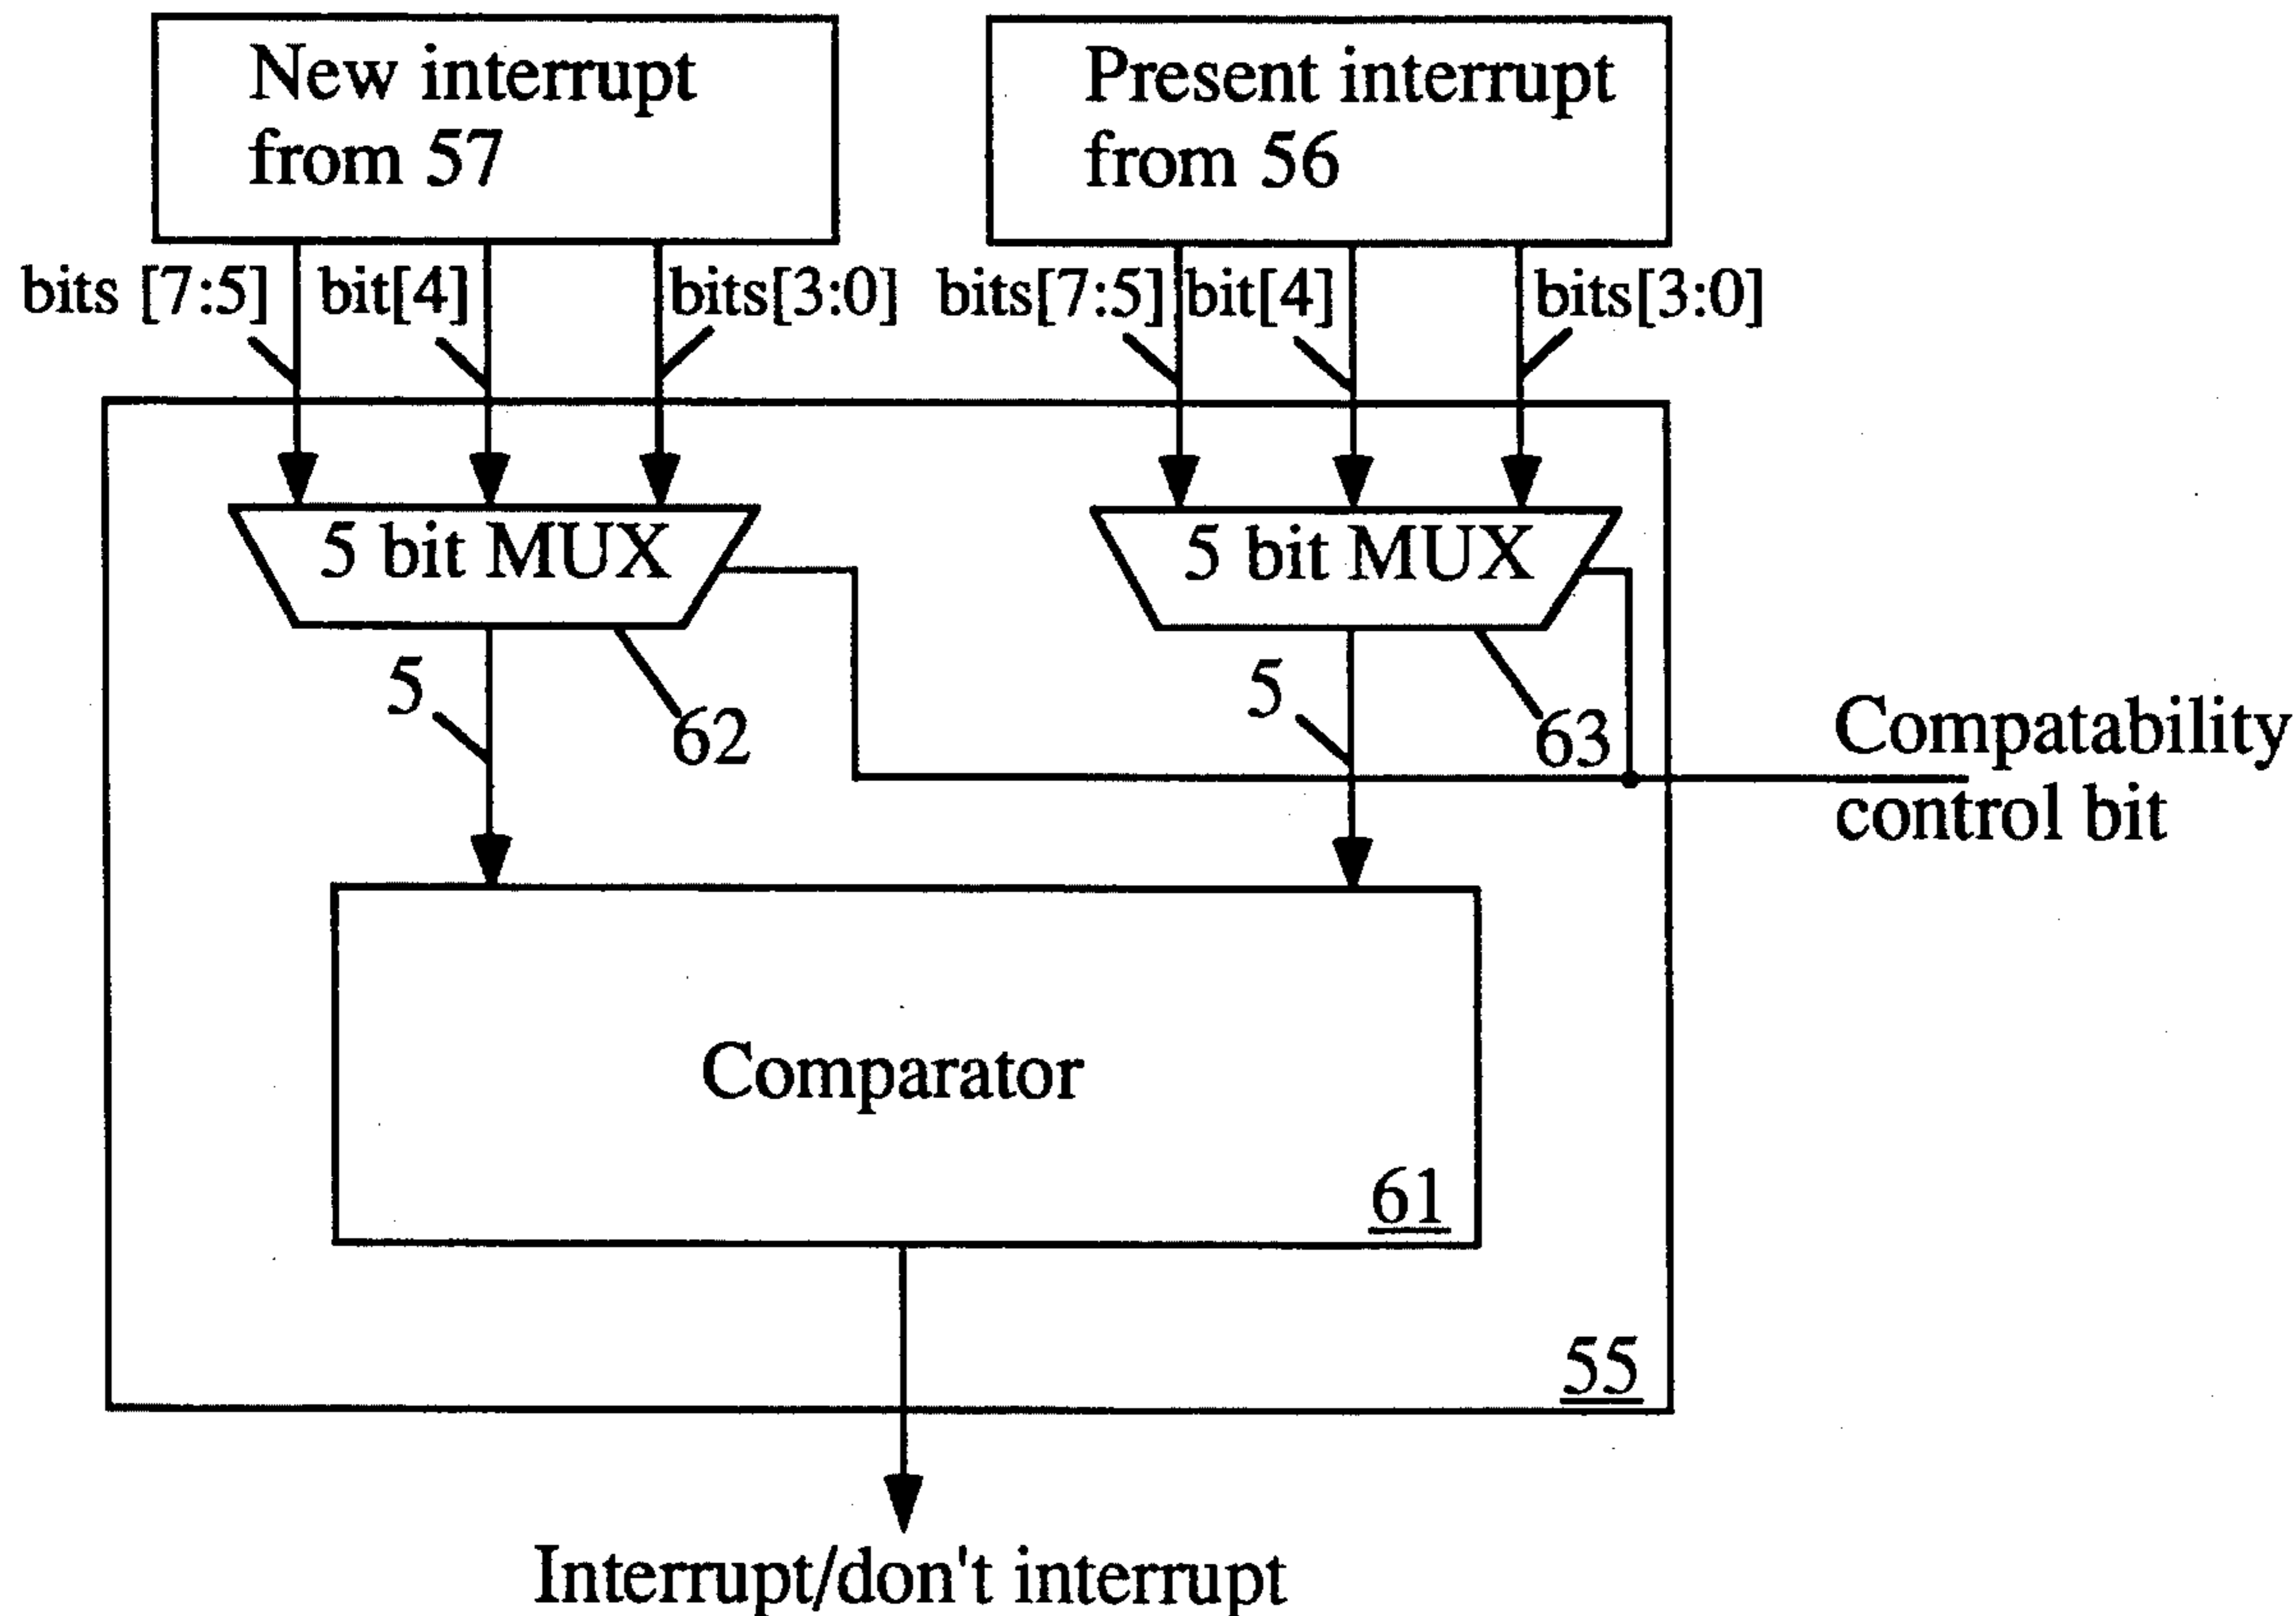 New interrupt
from 57
Present interrupt
from 56
bits [7:5]
bit[4]
bits[3:0]
bits[7:5]
bit[4]
bits[3:0]
5 bit MUX
5 bit MUX
5
62
5
63
Compatability
control bit
Comparator
61
55
Interrupt/don't interrupt